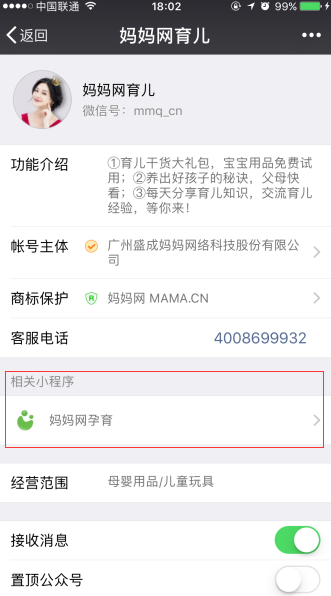 中国联通 18:02 99%
返回 妈妈网育儿
妈妈网育儿
微信号：mmq_cn
功能介绍 ①育儿干货大礼包，宝宝用品免费试
用；②养出好孩子的秘诀，父母快
看；③每天分享育儿知识，交流育儿
经验，等你来！
帐号主体 广州盛成妈妈网络科技股份有限公
司
商标保护 妈妈网 MAMA.CN
客服电话 4008699932
相关小程序
妈妈网孕育
经营范围 母婴用品/儿童玩具
接收消息
置顶公众号